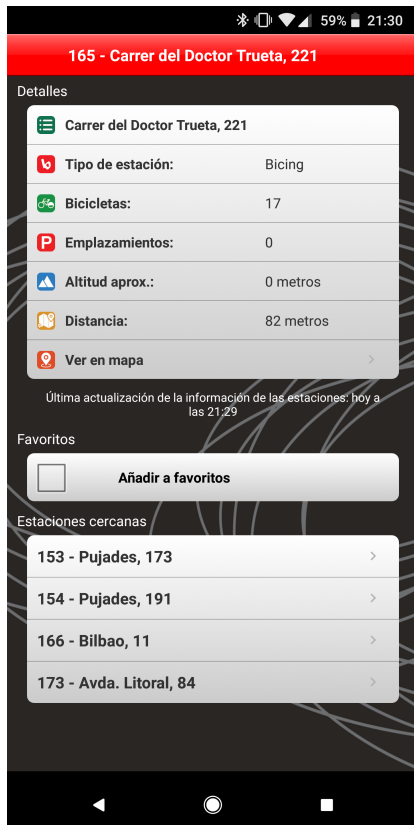 59% 21:30
165 - Carrer del Doctor Trueta, 221
Detalles
Carrer del Doctor Trueta, 221
Tipo de estación: Bicing
Bicicletas: 17
P Emplazamientos: 0
Altitud aprox.: 0 metros
Distancia: 82 metros
Ver en mapa
Última actualización de la información de las estaciones: hoy a
las 21:29
Favoritos
Añadir a favoritos
Estaciones cercanas
153 - Pujades, 173
154 - Pujades, 191
166 - Bilbao, 11
173 - Avda. Litoral, 84